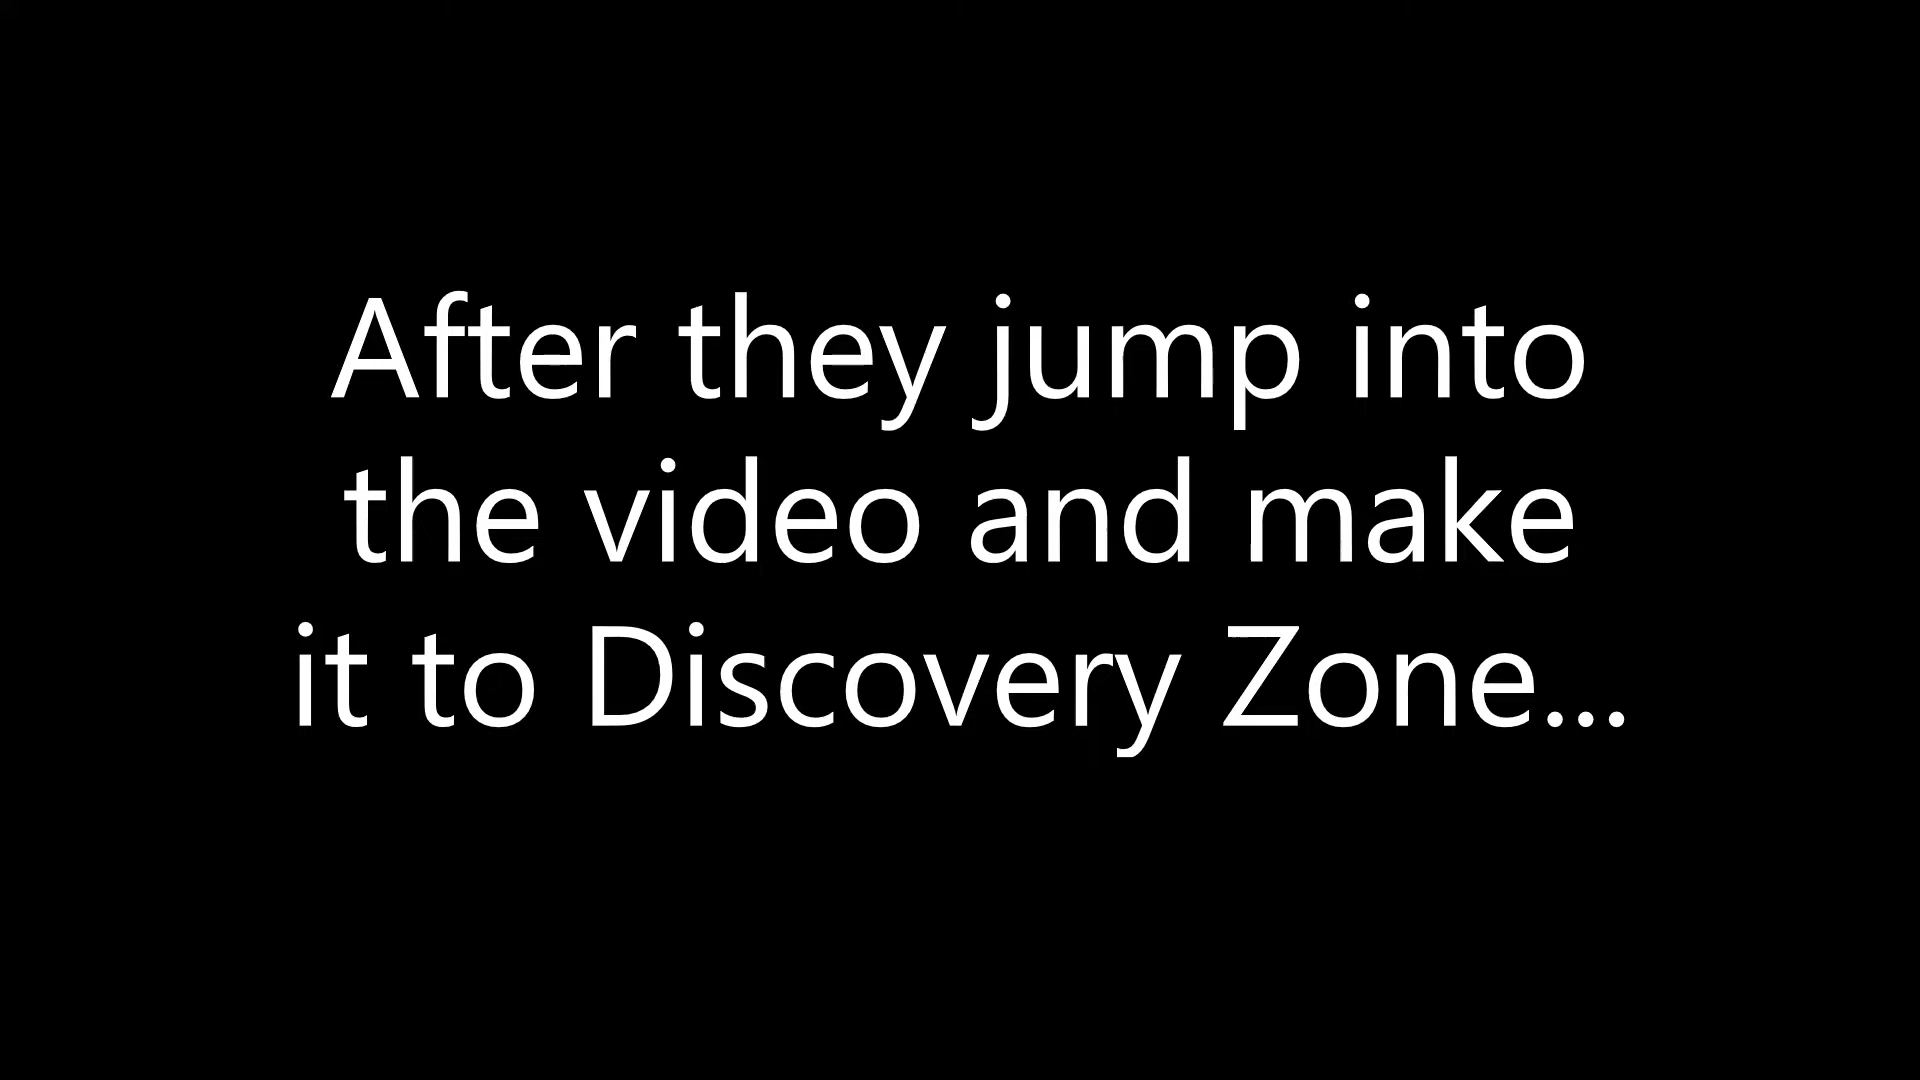 After they jump into
the video and make
it to Discovery Zone...